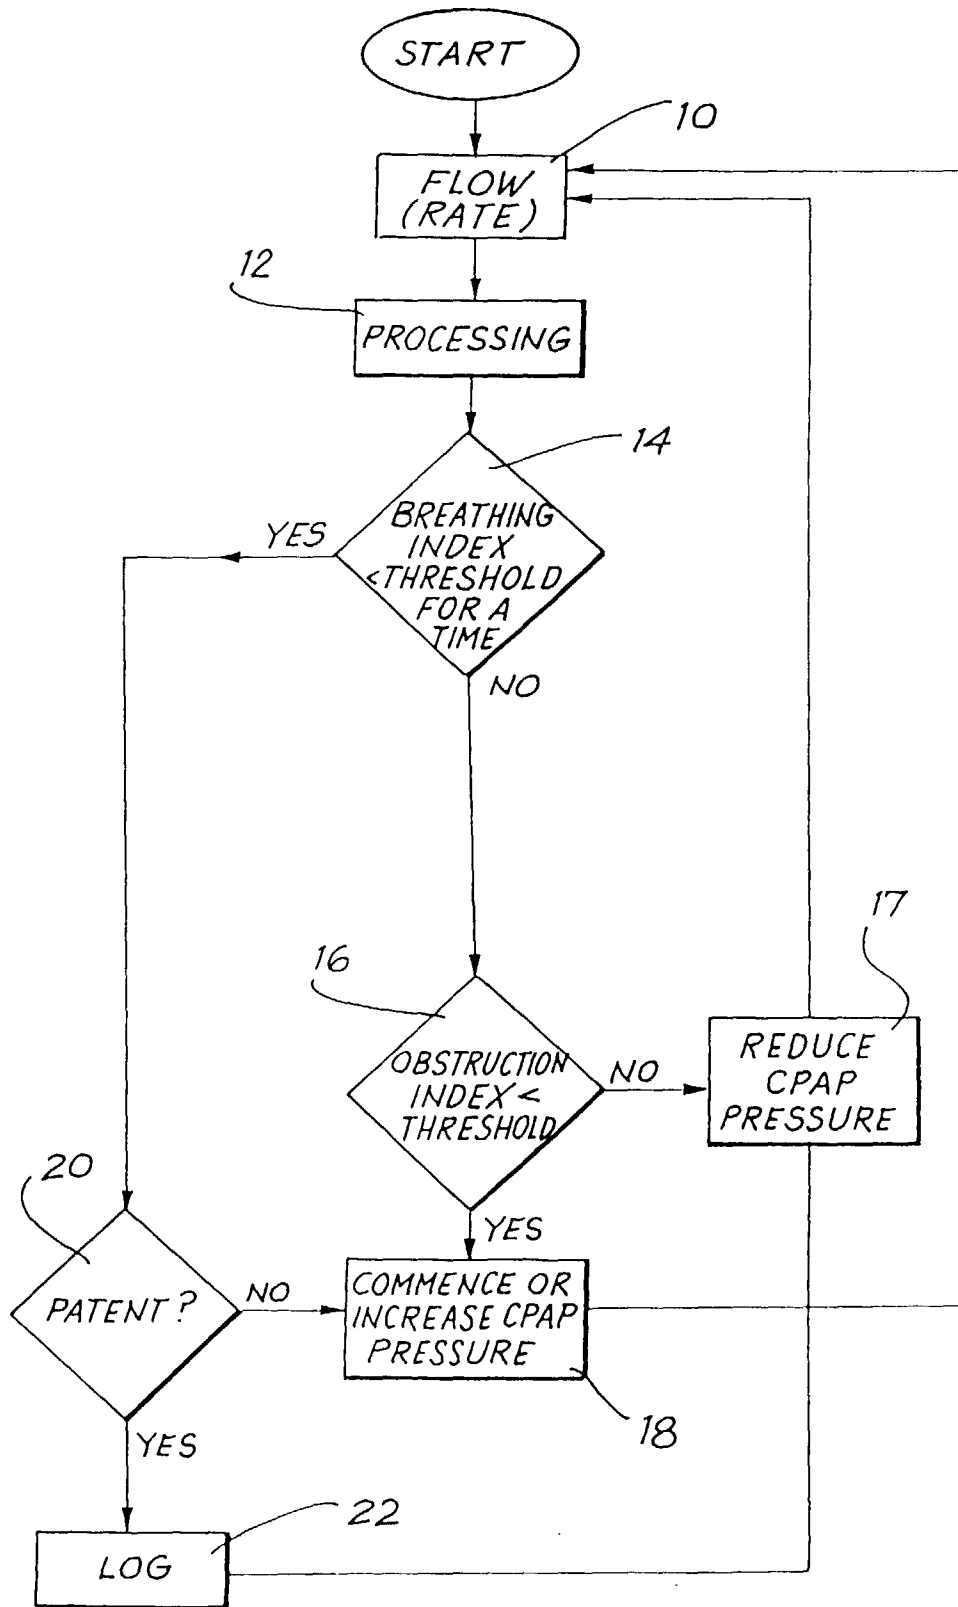 START
10
FLOW
(RATE)
12
PROCESSING
14
YES
BREATHING
INDEX
<THRESHOLD
FOR A
TIME
NO
17
16
OBSTRUCTION
INDEX <
THRESHOLD
NO
REDUCE
CPAP
PRESSURE
20
YES
PATENT?
NO
COMMENCE OR
INCREASE CPAP
PRESSURE
18
YES
22
LOG